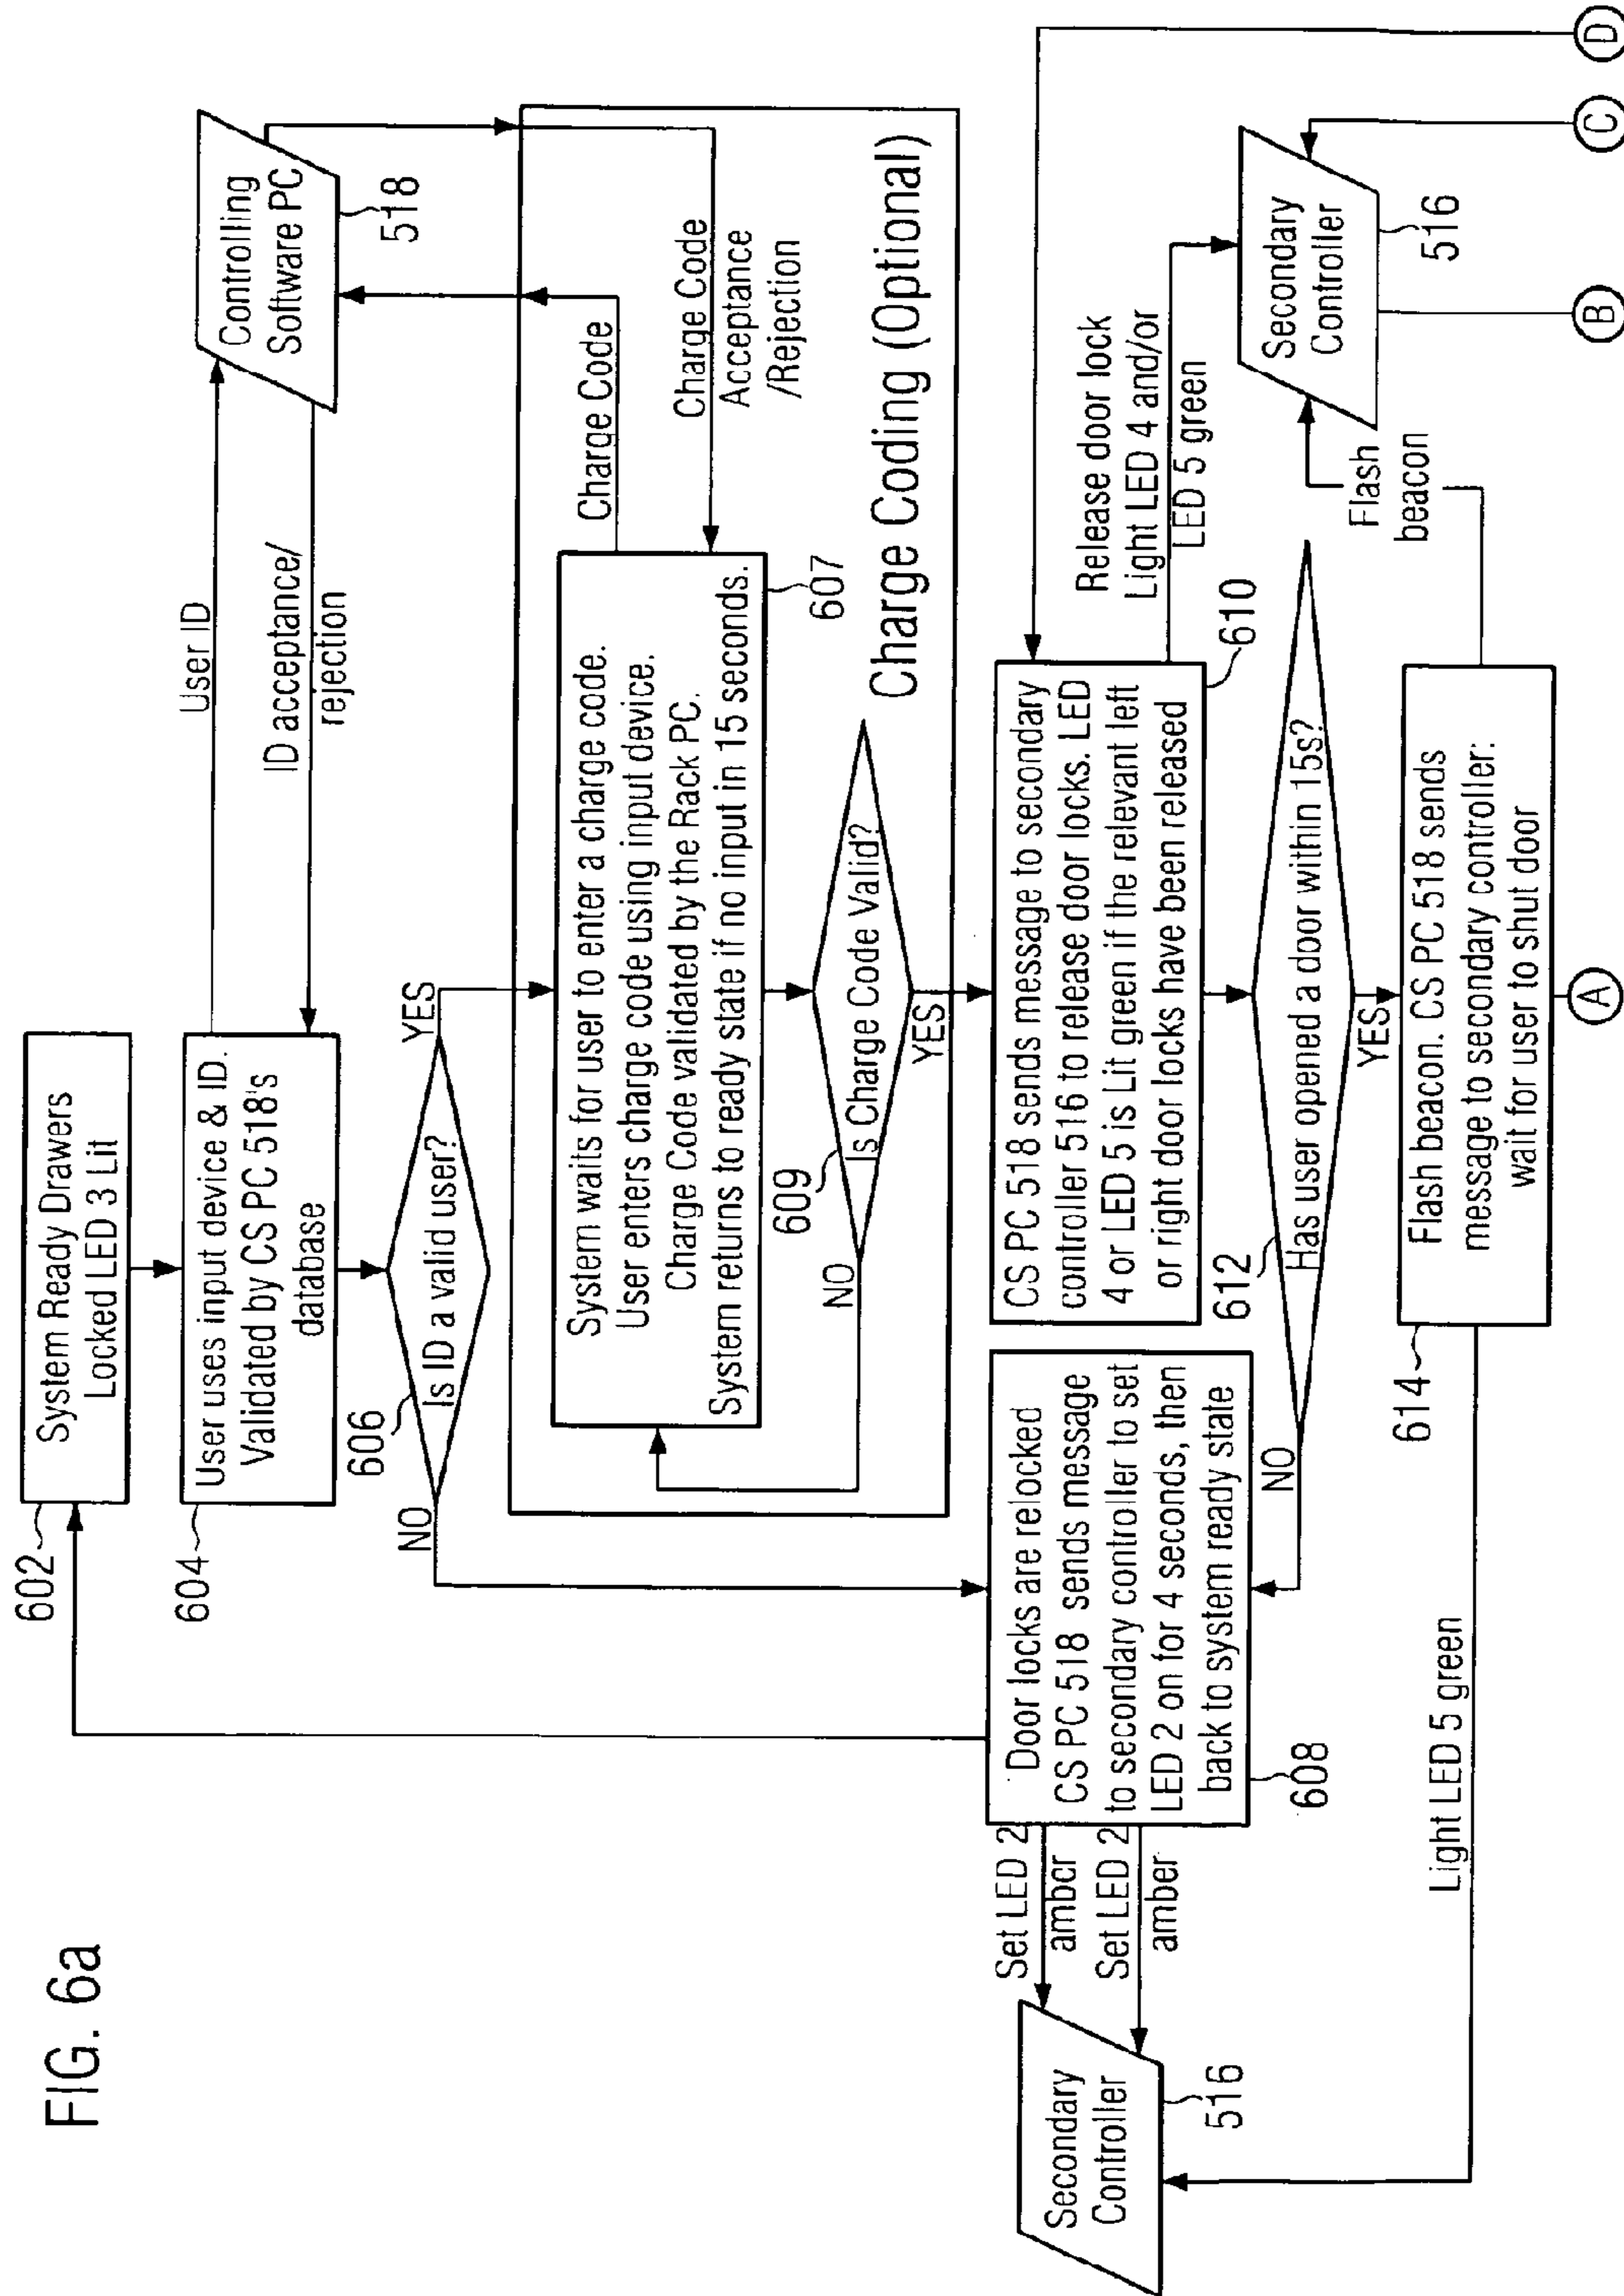 FIG. 6a
602
System Ready Drawers
Locked LED 3 Lit
604
User uses input device & ID.
Validated by CS PC 518's
database
User ID
ID acceptance/
rejection
Controlling
Software PC
518
606
Is ID a valid user?
YES
NO
System waits for user to enter a charge code.
User enters charge code using input device.
Charge Code validated by the Rack PC.
System returns to ready state if no input in 15 seconds.
607
Charge Code
Charge Code
Acceptance
/Rejection
609
Is Charge Code Valid?
NO
YES
Charge Coding (Optional)
Door locks are relocked
CS PC 518 sends message
to secondary controller to set
LED 2 on for 4 seconds, then
back to system ready state
608
Set LED 2
amber
Set LED 2
amber
Secondary
Controller
516
CS PC 518 sends message to secondary
controller 516 to release door locks. LED
4 or LED 5 is Lit green if the relevant left
or right door locks have been released
610
Release door lock
Light LED 4 and/or
LED 5 green
Secondary
Controller
516
612
Has user opened a door within 15s?
NO
YES
Flash
beacon
614
Flash beacon. CS PC 518 sends
message to secondary controller:
wait for user to shut door
Light LED 5 green
A
B
C
D